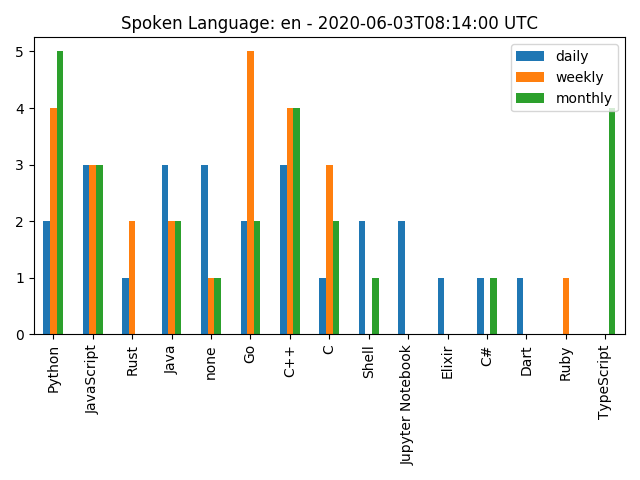 Spoken Language: en - 2020-06-03T08:14:00 UTC
daily
weekly
monthly
5
4
3
2
1
0
Python
JavaScript
Rust
Java
none
Go
C++
C
Shell
Jupyter Notebook
Elixir
C#
Dart
Ruby
TypeScript